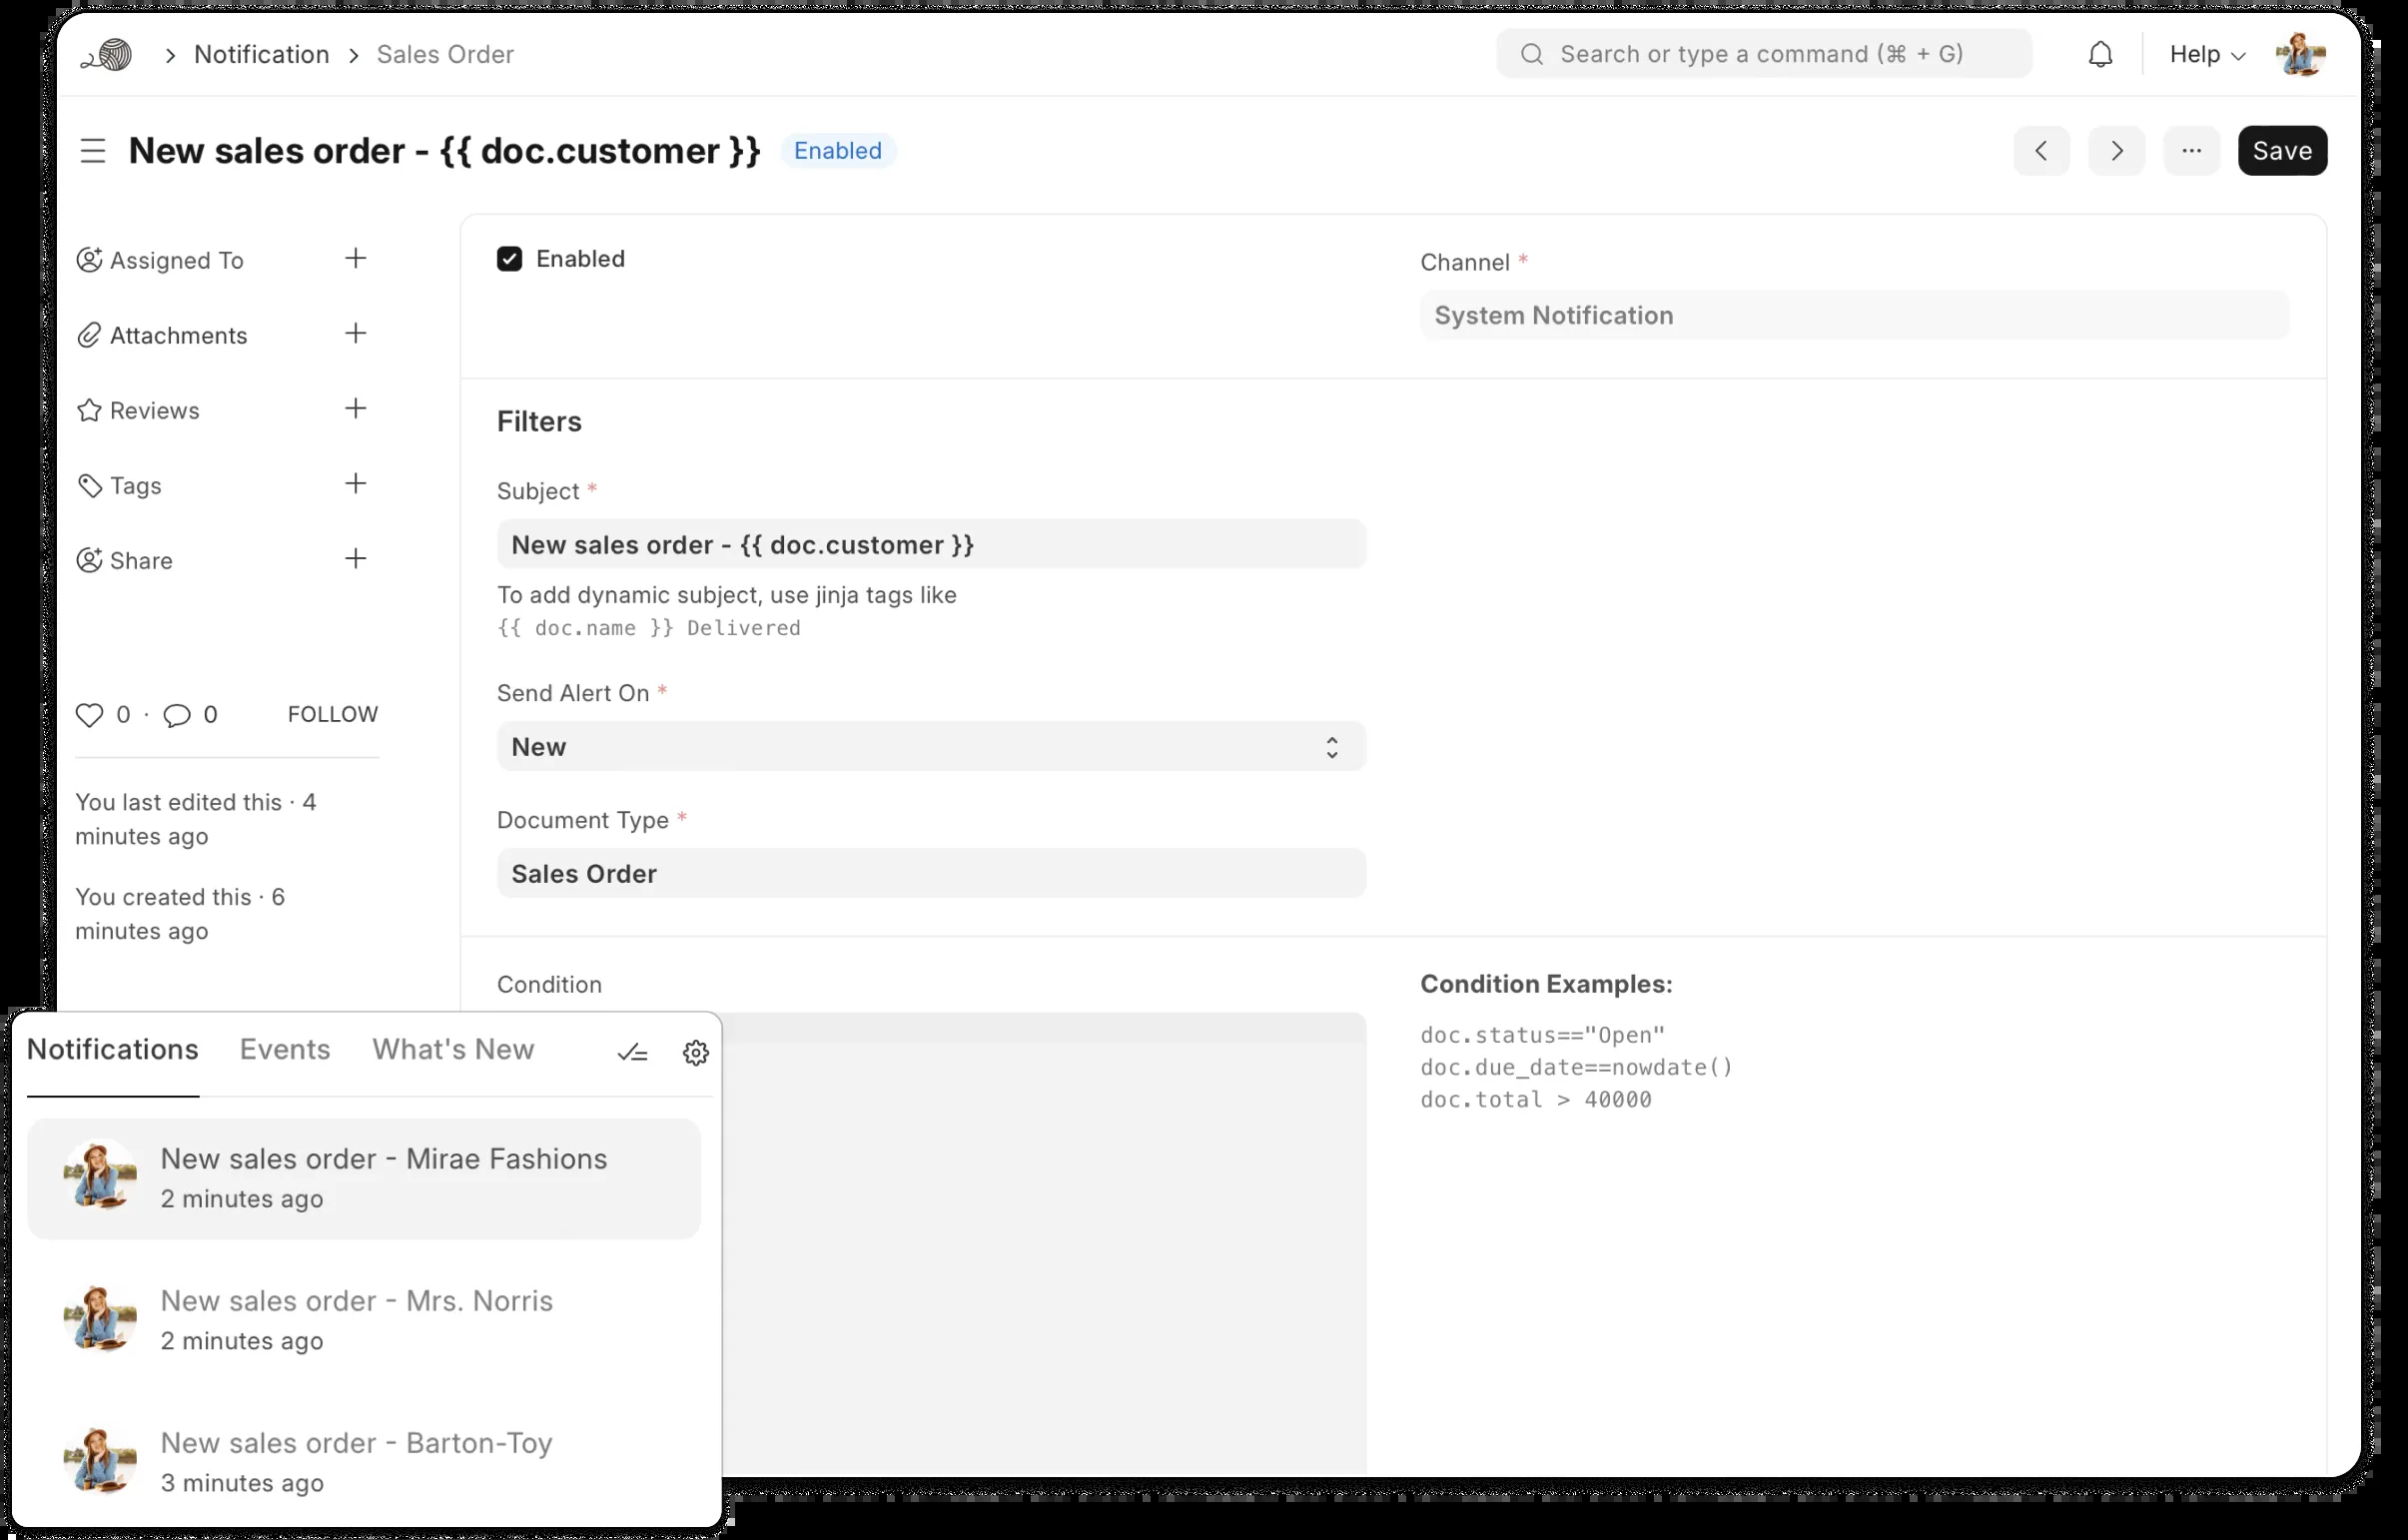 Notification
Sales Order
Search or type a command (⌘ + G)
Help
New sales order - {{ doc.customer }}
Enabled
Save
Assigned To
Attachments
Reviews
Tags
Share
0 · 0
FOLLOW
You last edited this · 4
minutes ago
You created this · 6
minutes ago
Enabled
Channel *
System Notification
Filters
Subject *
New sales order - {{ doc.customer }}
To add dynamic subject, use jinja tags like
{{ doc.name }} Delivered
Send Alert On *
New
Document Type *
Sales Order
Condition
Condition Examples:
doc.status=="Open"
doc.due_date==nowdate()
doc.total > 40000
Notifications
Events
What's New
New sales order - Mirae Fashions
2 minutes ago
New sales order - Mrs. Norris
2 minutes ago
New sales order - Barton-Toy
3 minutes ago